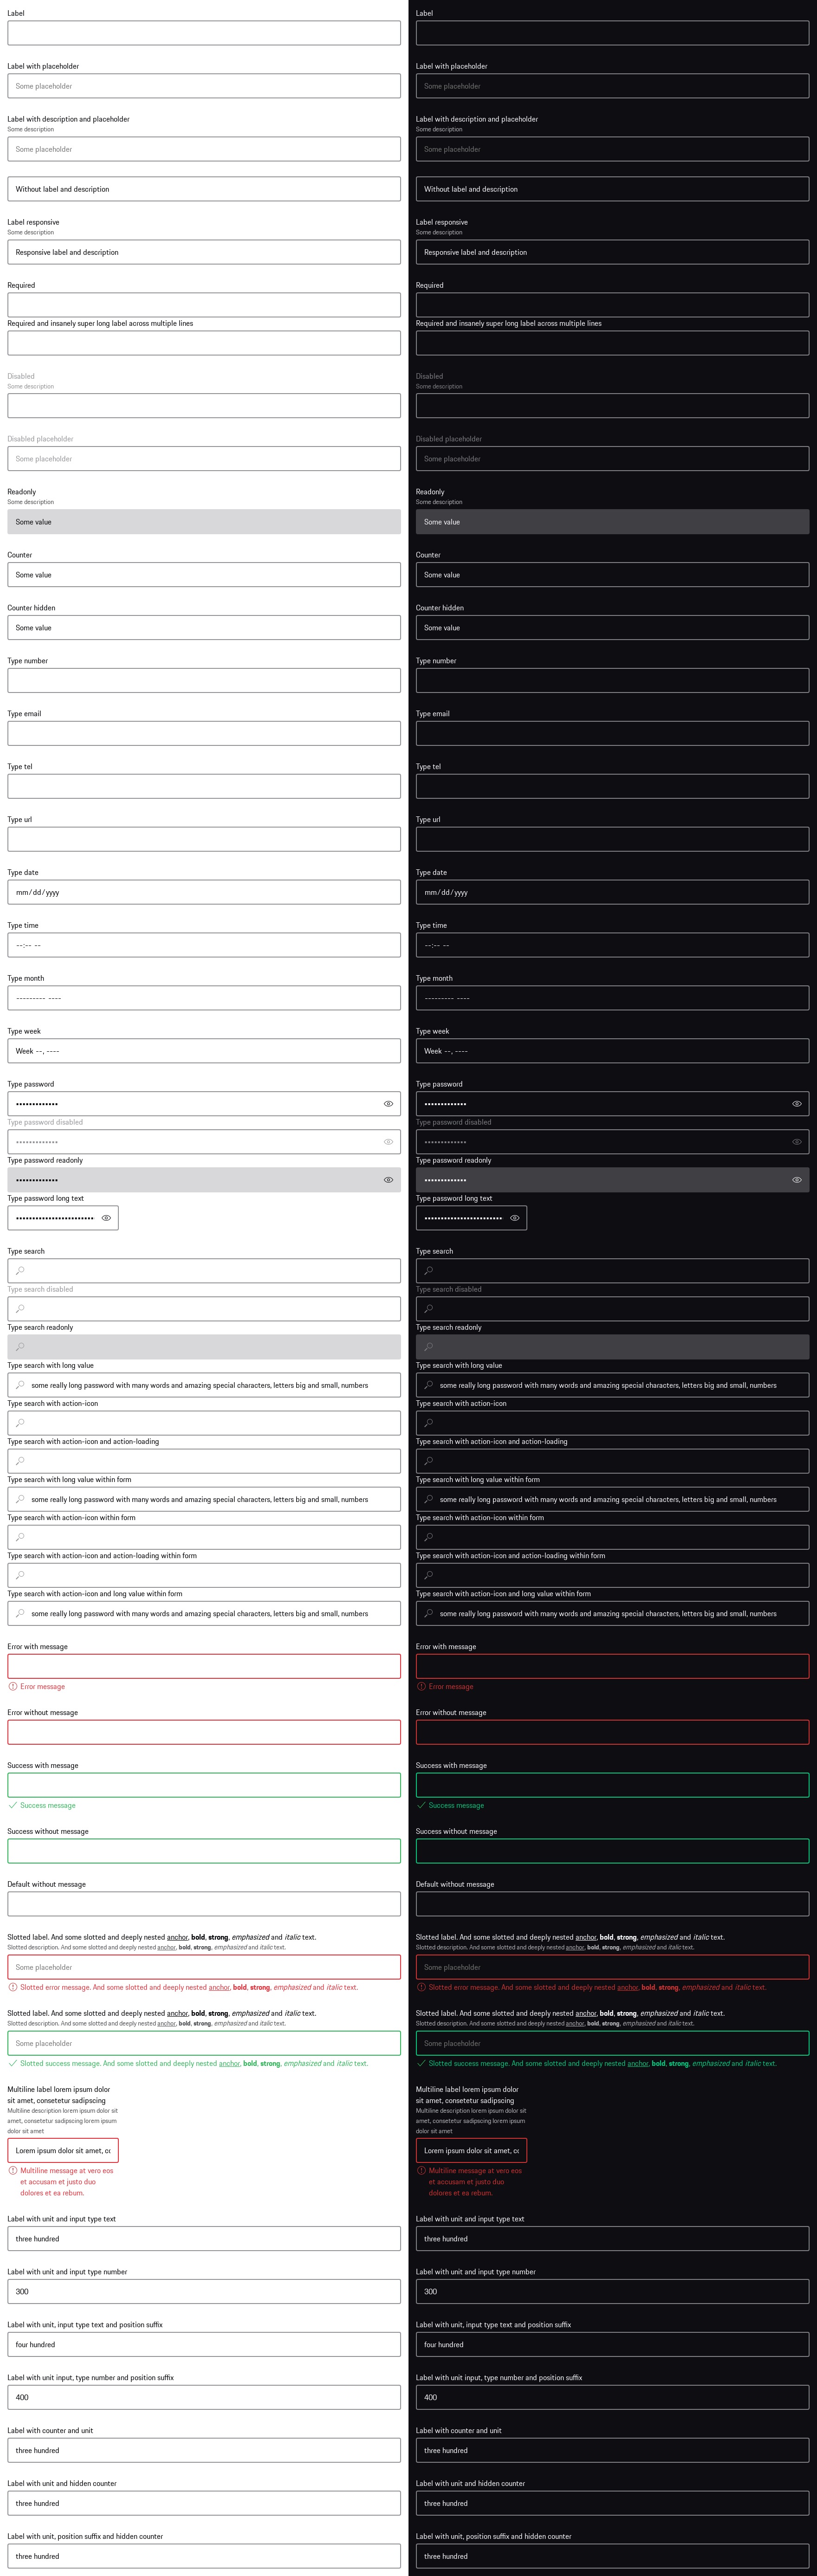 Label
Label with placeholder
Some placeholder
Label with description and placeholder
Some description
Some placeholder
Without label and description
Label responsive
Some description
Responsive label and description
Required
Required and insanely super long label across multiple lines
Disabled
Some description
Disabled placeholder
Some placeholder
Readonly
Some description
Some value
Counter
Some value
Counter hidden
Some value
Type number
Type email
Type tel
Type url
Type date
mm/dd/yyyy
Type time
--:-- --
Type month
--------- ----
Type week
Week --, ----
Type password
Type password disabled
Type password readonly
Type password long text
Type search
Type search disabled
Type search readonly
Type search with long value
some really long password with many words and amazing special characters, letters big and small, numbers
Type search with action-icon
Type search with action-icon and action-loading
Type search with long value within form
some really long password with many words and amazing special characters, letters big and small, numbers
Type search with action-icon within form
Type search with action-icon and action-loading within form
Type search with action-icon and long value within form
some really long password with many words and amazing special characters, letters big and small, numbers
Error with message
Error message
Error without message
Success with message
Success message
Success without message
Default without message
Slotted label. And some slotted and deeply nested anchor, bold, strong, emphasized and italic text.
Slotted description. And some slotted and deeply nested anchor, bold, strong, emphasized and italic text.
Some placeholder
Slotted error message. And some slotted and deeply nested anchor, bold, strong, emphasized and italic text.
Slotted label. And some slotted and deeply nested anchor, bold, strong, emphasized and italic text.
Slotted description. And some slotted and deeply nested anchor, bold, strong, emphasized and italic text.
Some placeholder
Slotted success message. And some slotted and deeply nested anchor, bold, strong, emphasized and italic text.
Multiline label lorem ipsum dolor
sit amet, consetetur sadipscing
Multiline description lorem ipsum dolor sit
amet, consetetur sadipscing lorem ipsum
dolor sit amet
Lorem ipsum dolor sit amet, cc
Multiline message at vero eos
et accusam et justo duo
dolores et ea rebum.
Label with unit and input type text
three hundred
Label with unit and input type number
300
Label with unit, input type text and position suffix
four hundred
Label with unit input, type number and position suffix
400
Label with counter and unit
three hundred
Label with unit and hidden counter
three hundred
Label with unit, position suffix and hidden counter
three hundred
Label
Label with placeholder
Some placeholder
Label with description and placeholder
Some description
Some placeholder
Without label and description
Label responsive
Some description
Responsive label and description
Required
Required and insanely super long label across multiple lines
Disabled
Some description
Disabled placeholder
Some placeholder
Readonly
Some description
Some value
Counter
Some value
Counter hidden
Some value
Type number
Type email
Type tel
Type url
Type date
mm/dd/yyyy
Type time
--:-- --
Type month
--------- ----
Type week
Week --, ----
Type password
Type password disabled
Type password readonly
Type password long text
Type search
Type search disabled
Type search readonly
Type search with long value
some really long password with many words and amazing special characters, letters big and small, numbers
Type search with action-icon
Type search with action-icon and action-loading
Type search with long value within form
some really long password with many words and amazing special characters, letters big and small, numbers
Type search with action-icon within form
Type search with action-icon and action-loading within form
Type search with action-icon and long value within form
some really long password with many words and amazing special characters, letters big and small, numbers
Error with message
Error message
Error without message
Success with message
Success message
Success without message
Default without message
Slotted label. And some slotted and deeply nested anchor, bold, strong, emphasized and italic text.
Slotted description. And some slotted and deeply nested anchor, bold, strong, emphasized and italic text.
Some placeholder
Slotted error message. And some slotted and deeply nested anchor, bold, strong, emphasized and italic text.
Slotted label. And some slotted and deeply nested anchor, bold, strong, emphasized and italic text.
Slotted description. And some slotted and deeply nested anchor, bold, strong, emphasized and italic text.
Some placeholder
Slotted success message. And some slotted and deeply nested anchor, bold, strong, emphasized and italic text.
Multiline label lorem ipsum dolor
sit amet, consetetur sadipscing
Multiline description lorem ipsum dolor sit
amet, consetetur sadipscing lorem ipsum
dolor sit amet
Lorem ipsum dolor sit amet, cc
Multiline message at vero eos
et accusam et justo duo
dolores et ea rebum.
Label with unit and input type text
three hundred
Label with unit and input type number
300
Label with unit, input type text and position suffix
four hundred
Label with unit input, type number and position suffix
400
Label with counter and unit
three hundred
Label with unit and hidden counter
three hundred
Label with unit, position suffix and hidden counter
three hundred